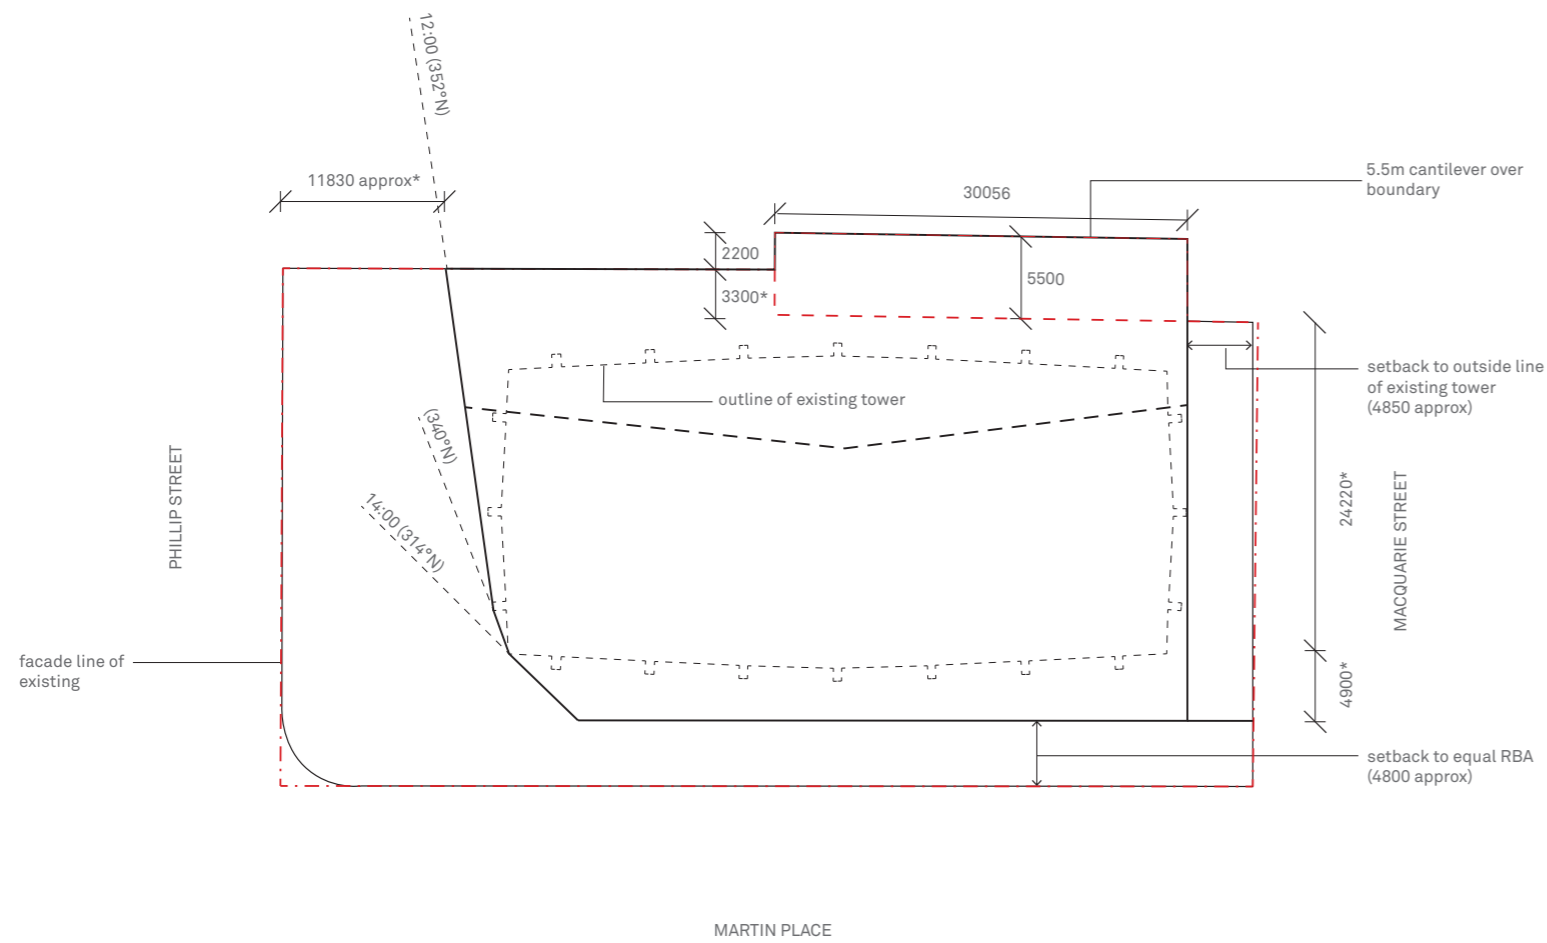 12:00 (352°N)
11830 approx*
30056
5.5m cantilever over
boundary
2200
3300*
5500
setback to outside line
of existing tower
(4850 approx)
outline of existing tower
(340°N)
14:00 (314°N)
PHILLIP STREET
24220*
MACQUARIE STREET
facade line of
existing
4900*
setback to equal RBA
(4800 approx)
MARTIN PLACE